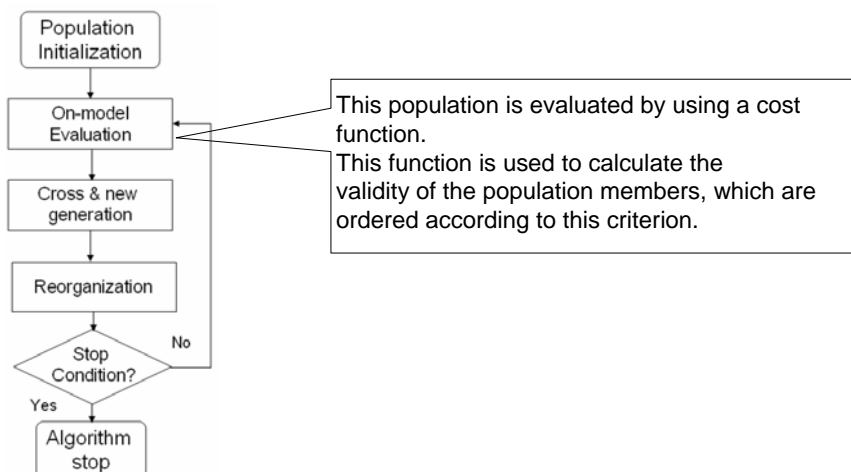 Population
Initialization
On-model
Evaluation
This population is evaluated by using a cost
function.
This function is used to calculate the
validity of the population members, which are
ordered according to this criterion.
Cross & new
generation
Reorganization
Stop
Condition?
No
Yes
Algorithm
stop